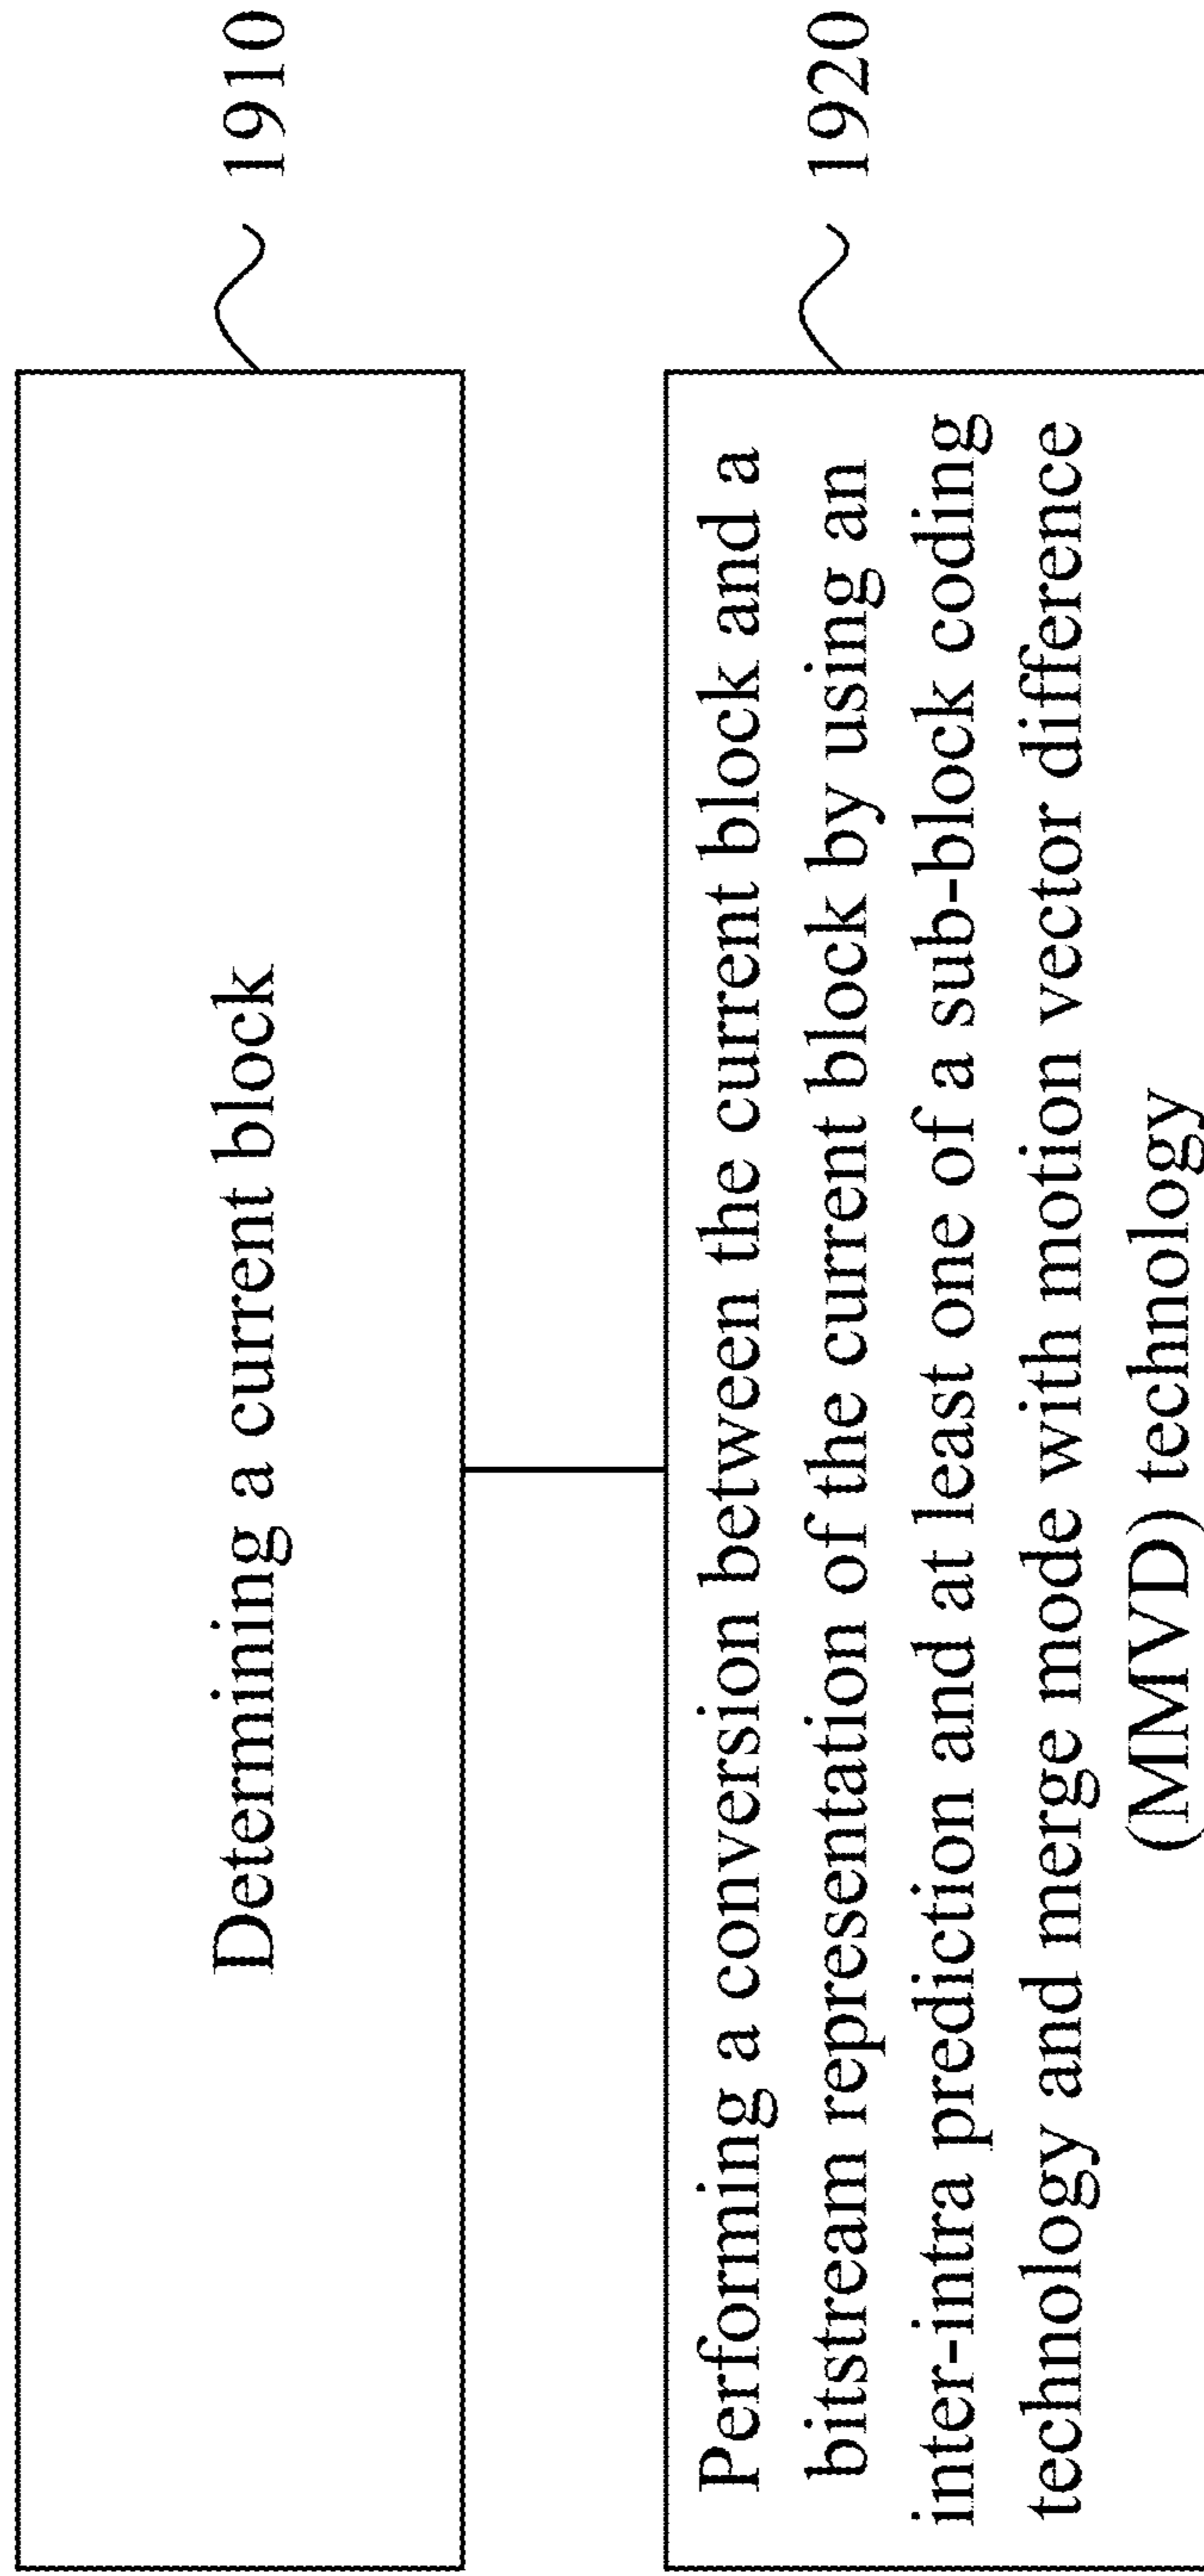 Determining a current block
1910
Performing a conversion between the current block and a
bitstream representation of the current block by using an
inter-intra prediction and at least one of a sub-block coding
technology and merge mode with motion vector difference
(MMVD) technology
1920